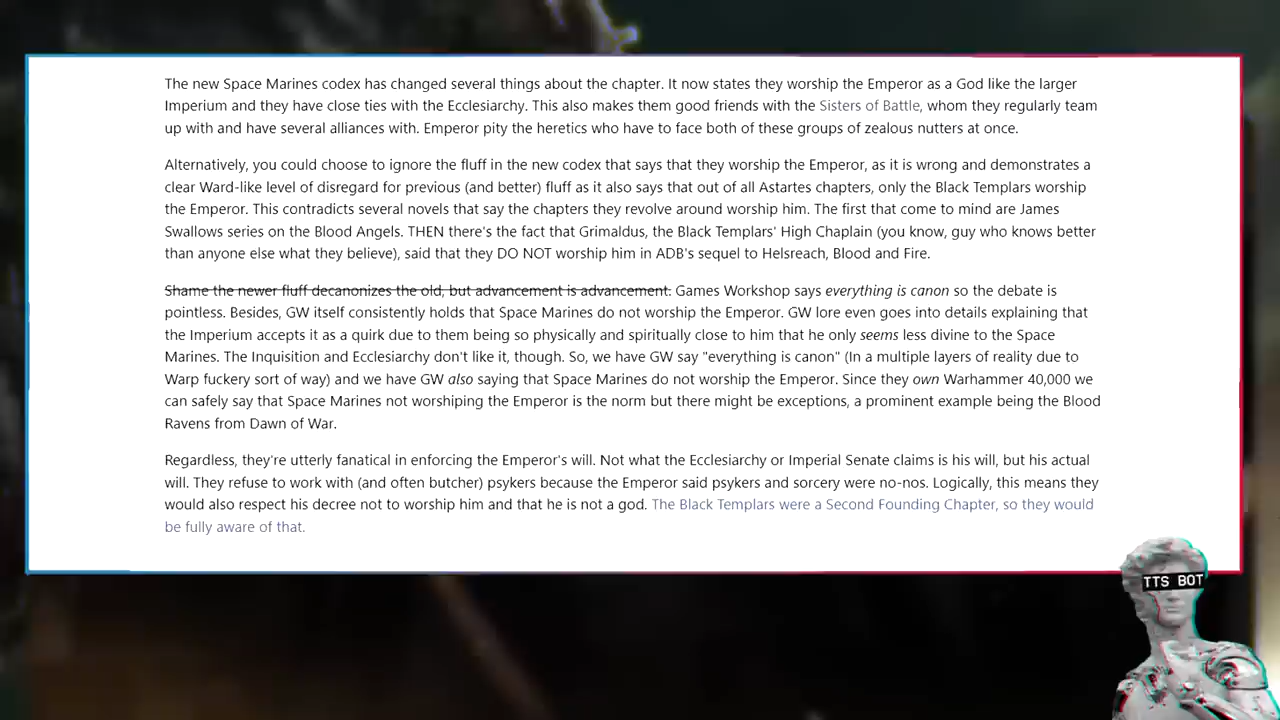 The new Space Marines codex has changed several things about the chapter. It now states they worship the Emperor as a God like the larger
Imperium and they have close ties with the Ecclesiarchy. This also makes them good friends with the Sisters of Battle, whom they regularly team
up with and have several alliances with. Emperor pity the heretics who have to face both of these groups of zealous nutters at once.
Alternatively, you could choose to ignore the fluff in the new codex that says that they worship the Emperor, as it is wrong and demonstrates a
clear Ward-like level of disregard for previous (and better) fluff as it also says that out of all Astartes chapters, only the Black Templars worship
the Emperor. This contradicts several novels that say the chapters they revolve around worship him. The first that come to mind are James
Swallows series on the Blood Angels. THEN there's the fact that Grimaldus, the Black Templars' High Chaplain (you know, guy who knows better
than anyone else what they believe), said that they DO NOT worship him in ADB's sequel to Helsreach, Blood and Fire.
Shame the newer fluff decanonizes the old, but advancement is advancement. Games Workshop says everything is canon so the debate is
pointless. Besides, GW itself consistently holds that Space Marines do not worship the Emperor. GW lore even goes into details explaining that
the Imperium accepts it as a quirk due to them being so physically and spiritually close to him that he only seems less divine to the Space
Marines. The Inquisition and Ecclesiarchy don't like it, though. So, we have GW say "everything is canon" (In a multiple layers of reality due to
Warp fuckery sort of way) and we have GW also saying that Space Marines do not worship the Emperor. Since they own Warhammer 40,000 we
can safely say that Space Marines not worshiping the Emperor is the norm but there might be exceptions, a prominent example being the Blood
Ravens from Dawn of War.
Regardless, they're utterly fanatical in enforcing the Emperor's will. Not what the Ecclesiarchy or Imperial Senate claims is his will, but his actual
will. They refuse to work with (and often butcher) psykers because the Emperor said psykers and sorcery were no-nos. Logically, this means they
would also respect his decree not to worship him and that he is not a god. The Black Templars were a Second Founding Chapter, so they would
be fully aware of that.
TTS BOT